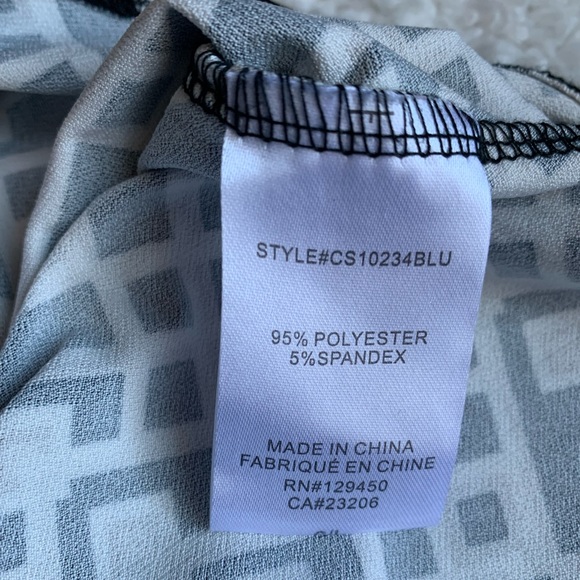 STYLE#CS10234BLU
95% POLYESTER
5%SPANDEX
MADE IN CHINA
FABRIQUÉ EN CHINE
RN#129450
CA#23206